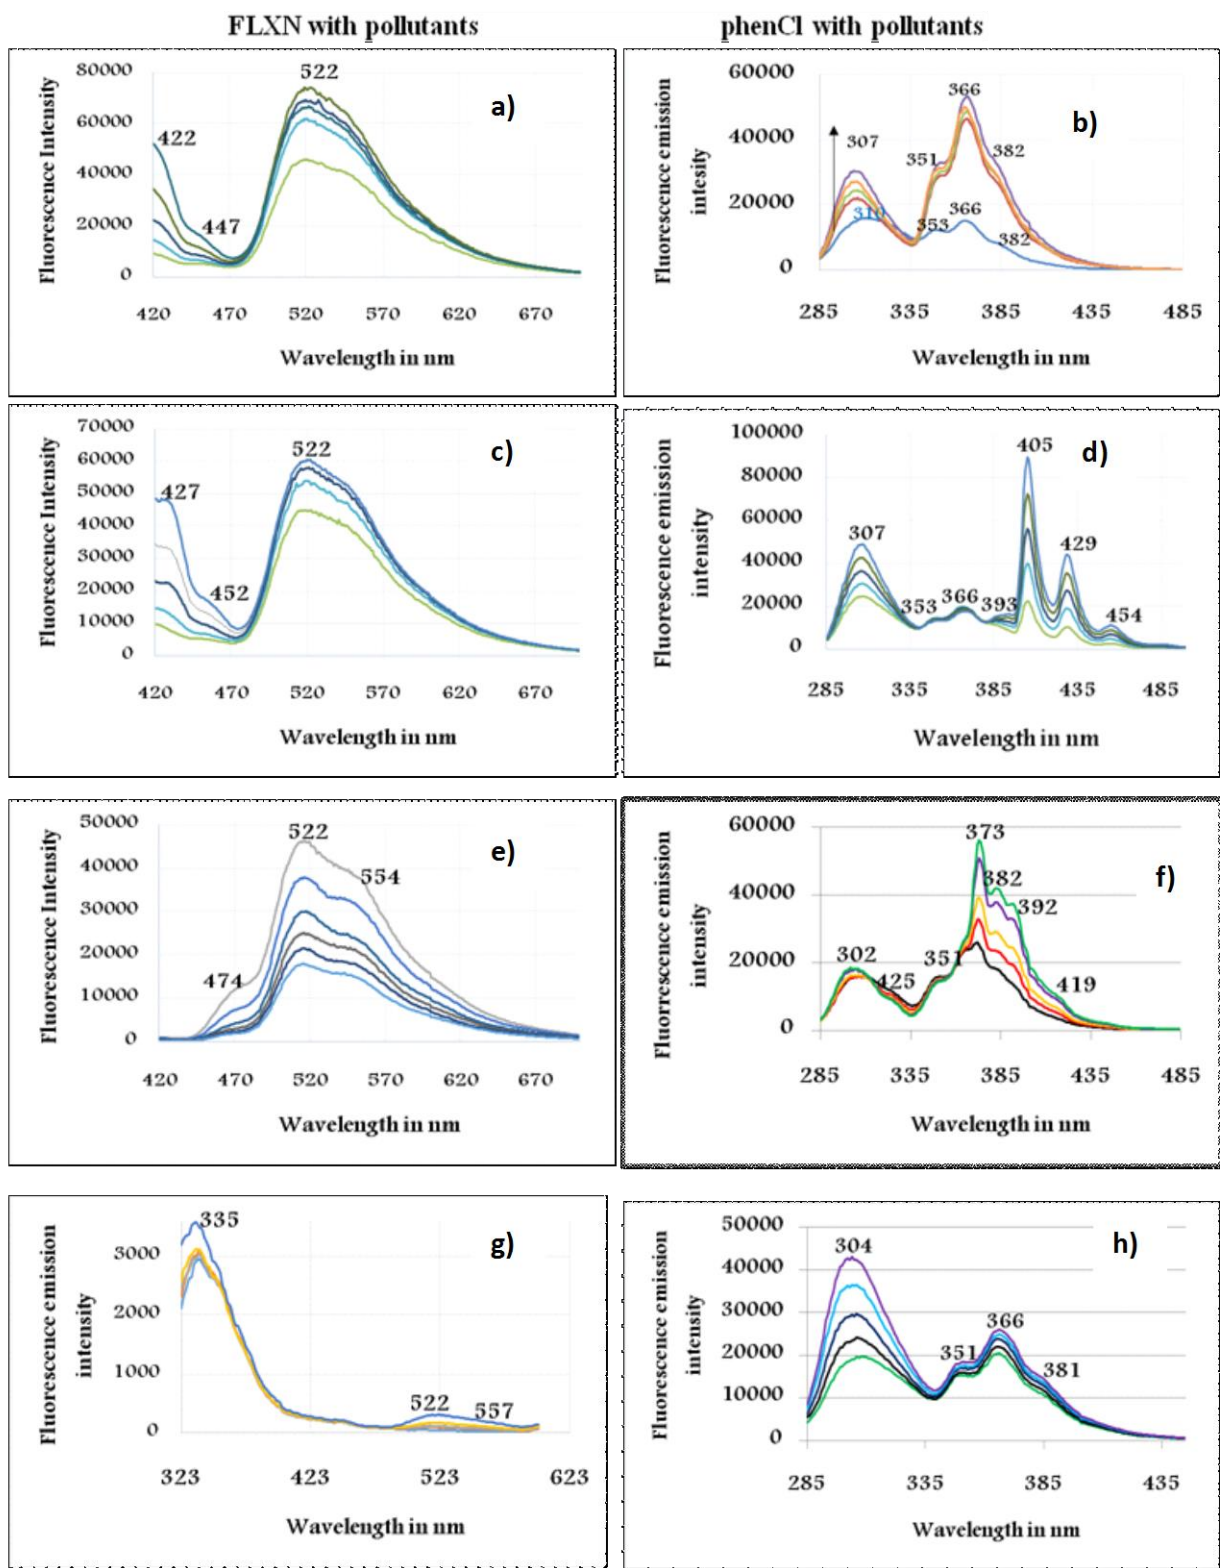 FLXN with pollutants
phenCl with pollutants
Fluorescence Intensity
80000
60000
40000
20000
0
422
447
522
a)
420 470 520 570 620 670
Wavelength in nm
Fluorescence emission
intesity
60000
40000
20000
0
307
310
351
353
366
366
382
382
b)
285 335 385 435 485
Wavelength in nm
Fluorescence Intensity
70000
60000
50000
40000
30000
20000
10000
0
427
452
522
c)
420 470 520 570 620 670
Wavelength in nm
Fluorescence emission
intensity
100000
80000
60000
40000
20000
0
307
353
366
393
405
429
454
d)
285 335 385 435 485
Wavelength in nm
Fluorescence Intensity
50000
40000
30000
20000
10000
0
474
522
554
e)
420 470 520 570 620 670
Wavelength in nm
Fluorescence emission
intensity
60000
40000
20000
0
302
425
351
373
382
392
419
f)
285 335 385 435 485
Wavelength in nm
Fluorescence emission
intensity
3000
2000
1000
0
335
522
557
g)
323 423 523 623
Wavelength in nm
Fluorescence emission
intensity
50000
40000
30000
20000
10000
0
304
351
366
381
h)
285 335 385 435
Wavelength in nm